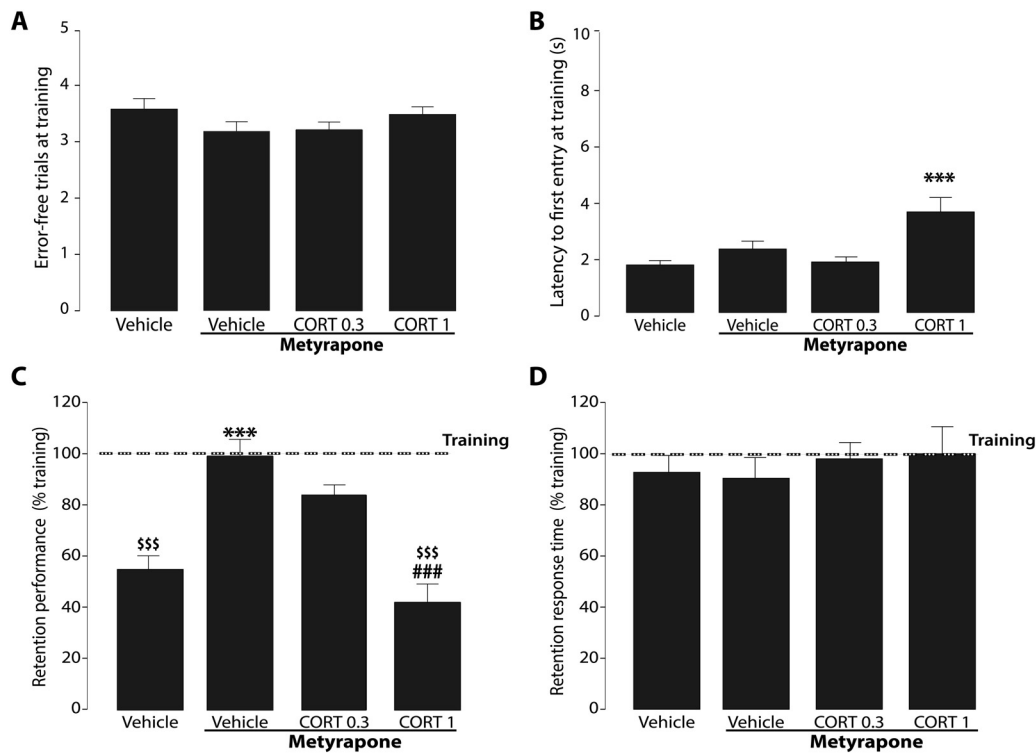 A
Error-free trials at training
5
4
3
2
1
0
Vehicle
Vehicle
CORT 0.3
CORT 1
Metyrapone
B
Latency to first entry at training (s)
10
8
6
4
2
0
***
Vehicle
Vehicle
CORT 0.3
CORT 1
Metyrapone
C
Retention performance (% training)
120
100
80
60
40
20
0
Training
$$$
***
$$$
###
Vehicle
Vehicle
CORT 0.3
CORT 1
Metyrapone
D
Retention response time (% training)
120
100
80
60
40
20
0
Training
Vehicle
Vehicle
CORT 0.3
CORT 1
Metyrapone